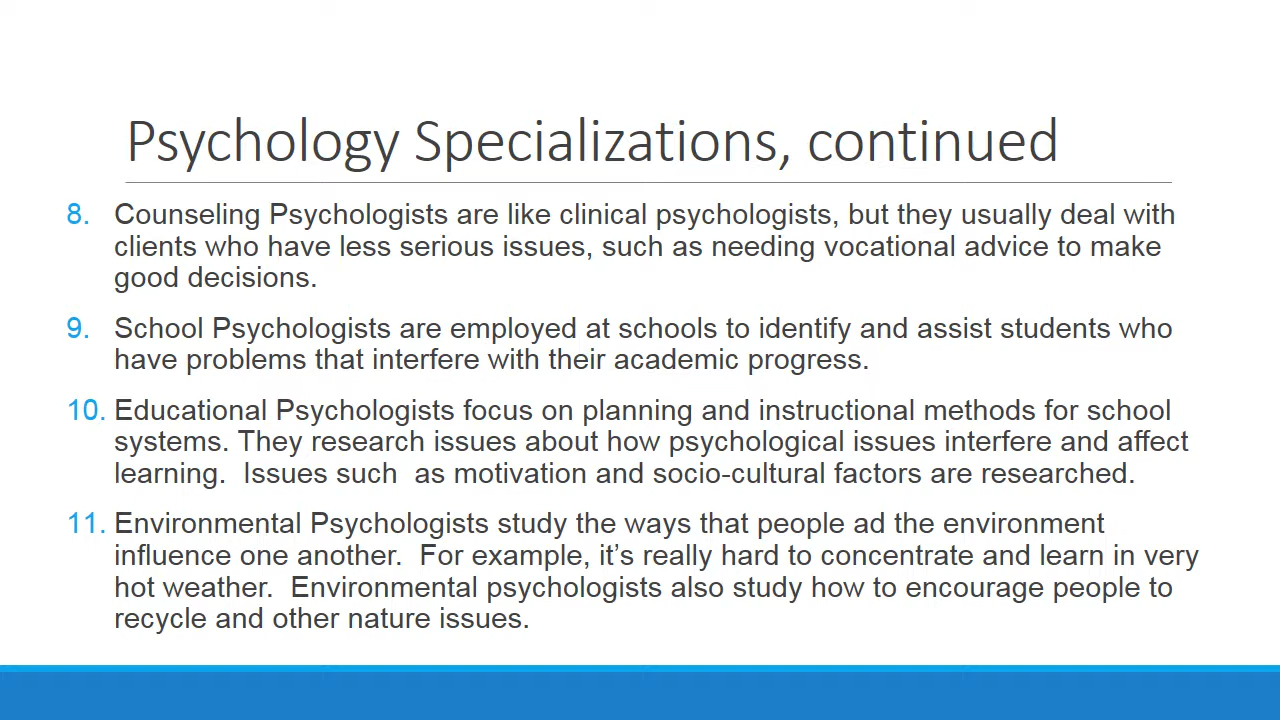 Psychology Specializations, continued
8. Counseling Psychologists are like clinical psychologists, but they usually deal with
clients who have less serious issues, such as needing vocational advice to make
good decisions.
9. School Psychologists are employed at schools to identify and assist students who
have problems that interfere with their academic progress.
10. Educational Psychologists focus on planning and instructional methods for school
systems. They research issues about how psychological issues interfere and affect
learning.  Issues such  as motivation and socio-cultural factors are researched.
11. Environmental Psychologists study the ways that people ad the environment
influence one another.  For example, it’s really hard to concentrate and learn in very
hot weather.  Environmental psychologists also study how to encourage people to
recycle and other nature issues.